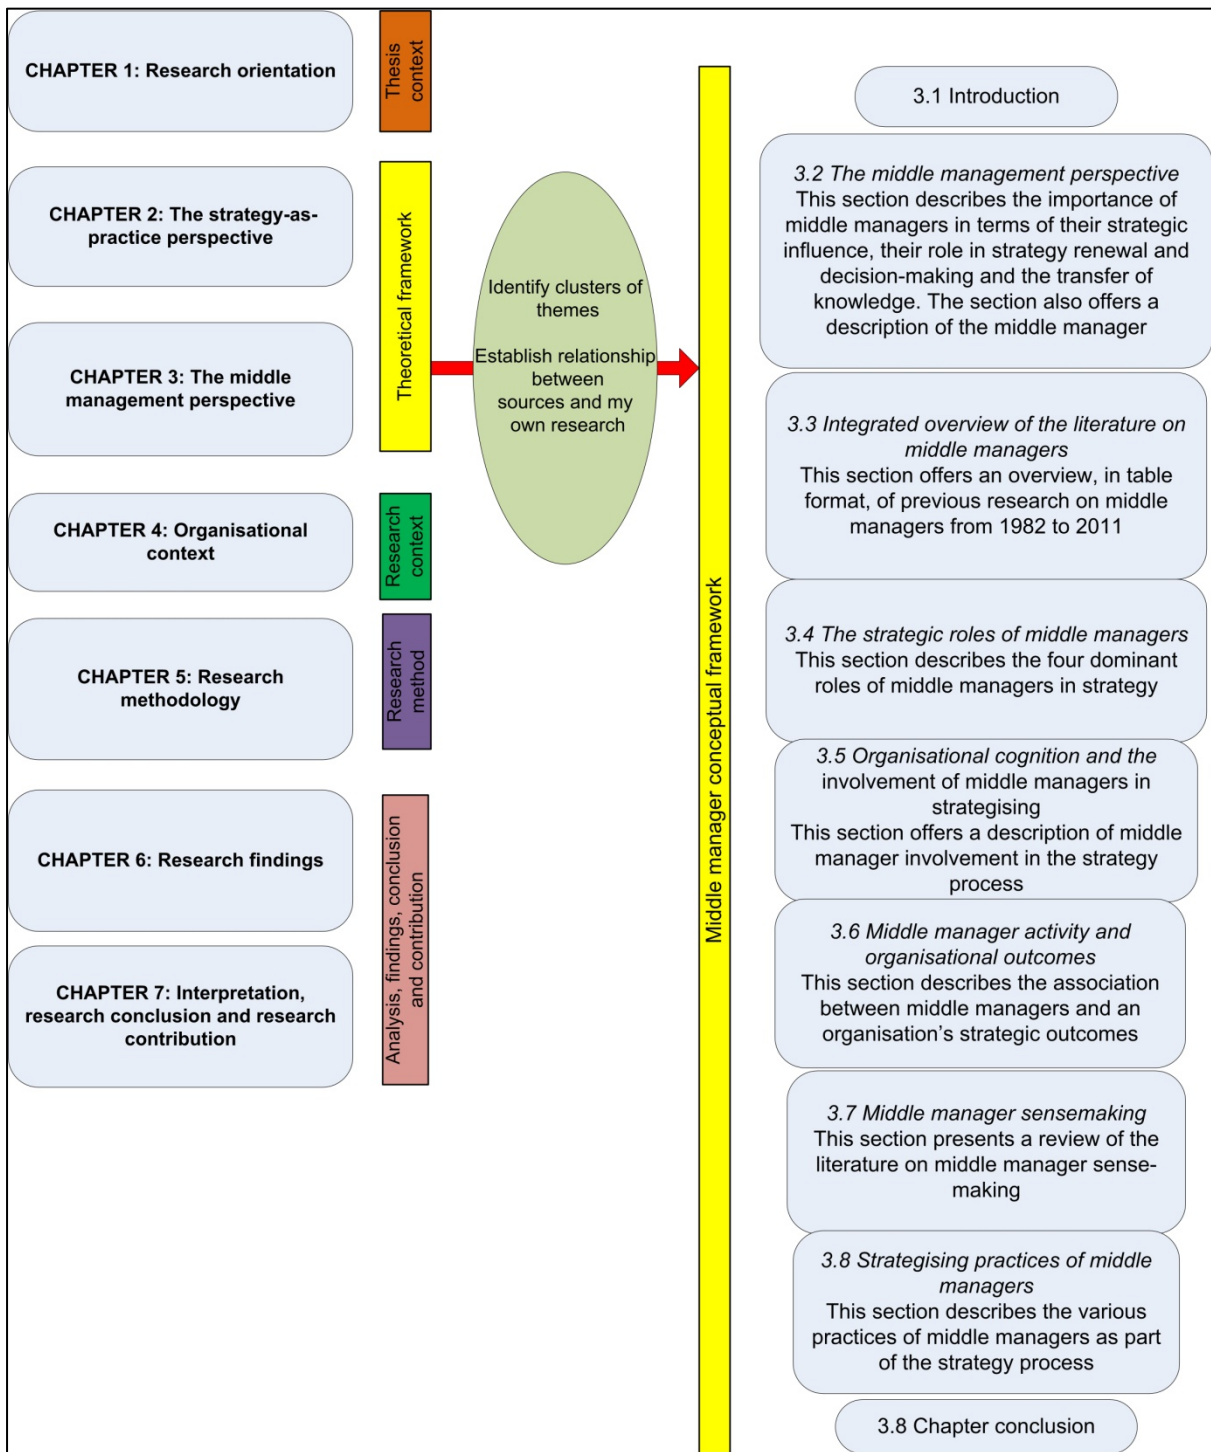 CHAPTER 1: Research orientation
CHAPTER 2: The strategy-as-
practice perspective
CHAPTER 3: The middle
management perspective
CHAPTER 4: Organisational
context
CHAPTER 5: Research
methodology
CHAPTER 6: Research findings
CHAPTER 7: Interpretation,
research conclusion and research
contribution
Thesis
context
Theoretical framework
Research
context
Research
method
Analysis, findings, conclusion
and contribution
Identify clusters of
themes
Establish relationship
between
sources and my
own research
Middle manager conceptual framework
3.1 Introduction
3.2 The middle management perspective
This section describes the importance of
middle managers in terms of their strategic
influence, their role in strategy renewal and
decision-making and the transfer of
knowledge. The section also offers a
description of the middle manager
3.3 Integrated overview of the literature on
middle managers
This section offers an overview, in table
format, of previous research on middle
managers from 1982 to 2011
3.4 The strategic roles of middle managers
This section describes the four dominant
roles of middle managers in strategy
3.5 Organisational cognition and the
involvement of middle managers in
strategising
This section offers a description of middle
manager involvement in the strategy
process
3.6 Middle manager activity and
organisational outcomes
This section describes the association
between middle managers and an
organisation’s strategic outcomes
3.7 Middle manager sensemaking
This section presents a review of the
literature on middle manager sense-
making
3.8 Strategising practices of middle
managers
This section describes the various
practices of middle managers as part
of the strategy process
3.8 Chapter conclusion